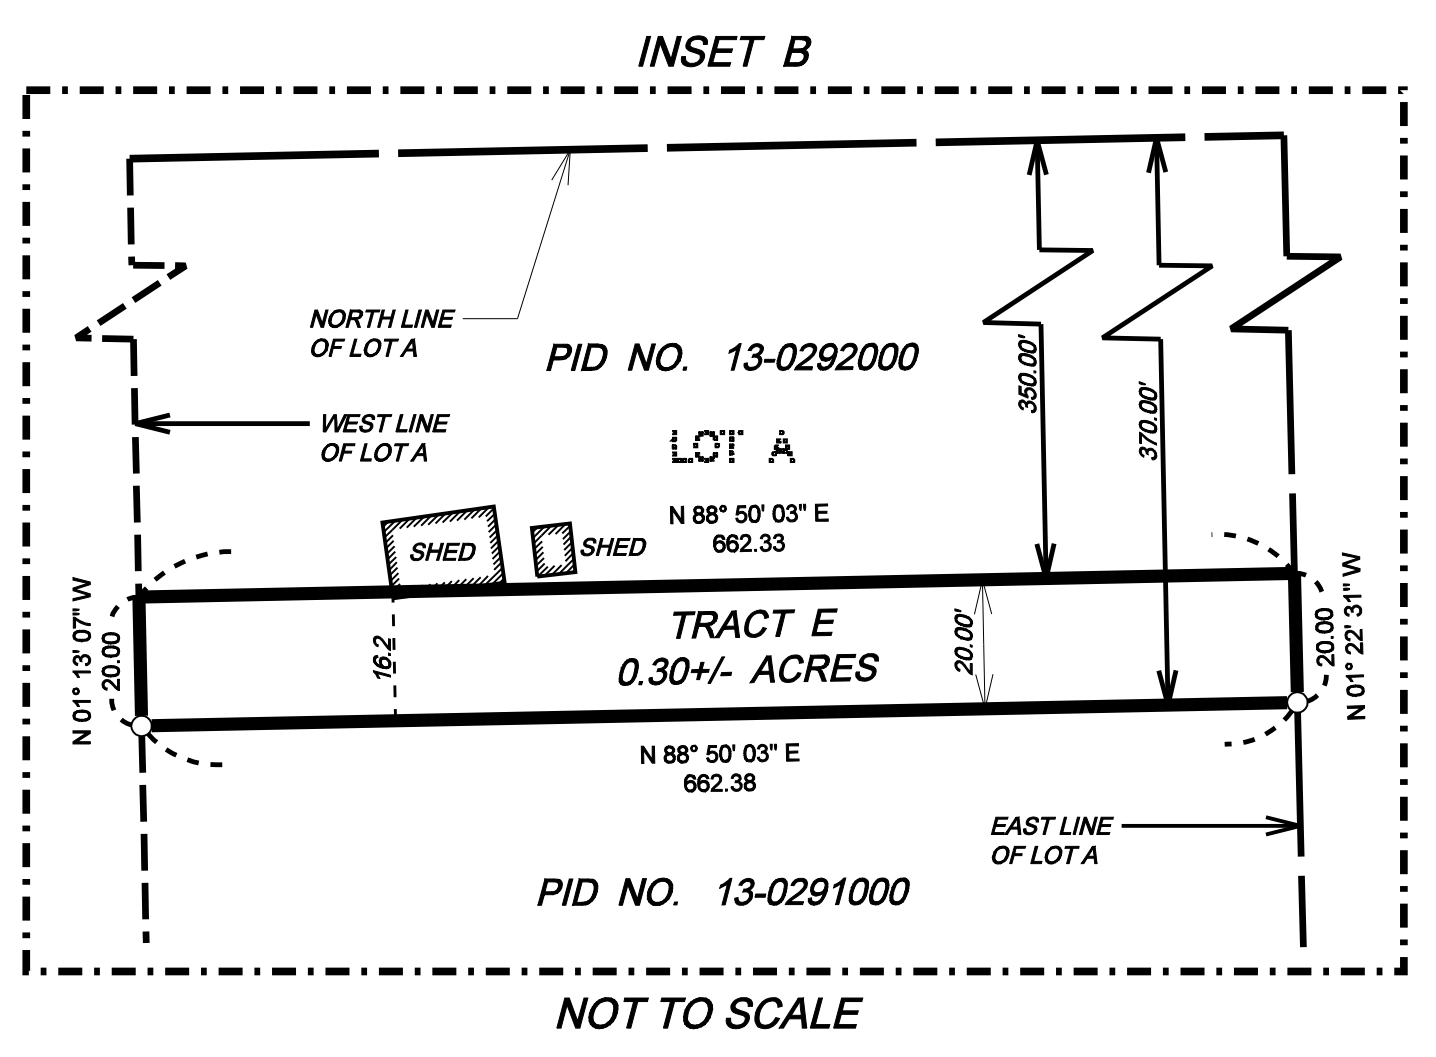 INSET B
NORTH LINE
OF LOT A
PID NO. 13-0292000
350.00'
370.00'
WEST LINE
OF LOT A
LOT A
N 88° 50' 03" E
662.33
SHED
SHED
N 01° 13' 07" W
20.00
16.2
TRACT E
0.30+/- ACRES
20.00'
20.00
N 01° 22' 31" W
N 88° 50' 03" E
662.38
EAST LINE
OF LOT A
PID NO. 13-0291000
NOT TO SCALE